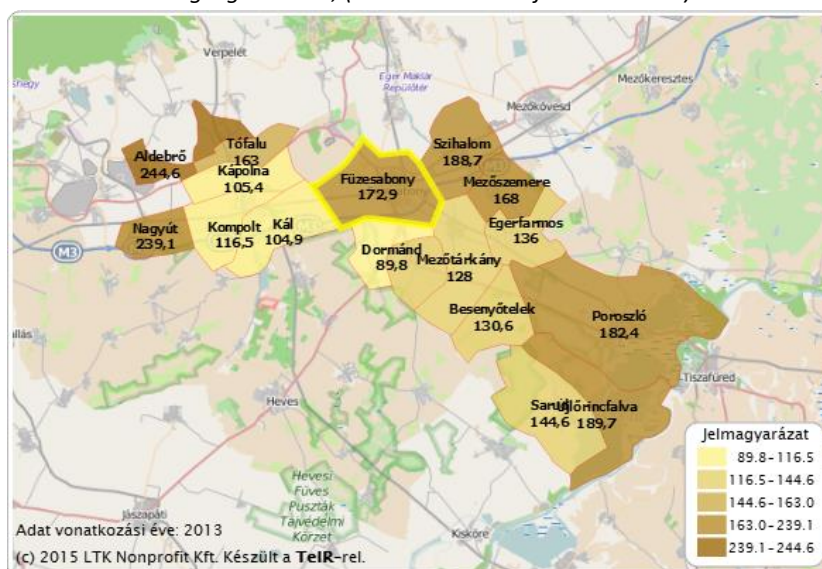 Verpelét
Eger Maklár
Repülőtér
Mezőkeresztes
Mezőkövesd
Aldebrő
244,6
Tófalu
163
Kápolna
105,4
Szihalom
188,7
Füzesabony
172,9
Mezőszemere
168
Nagyút
239,1
Kompolt
116,5
Kál
104,9
Egerfarmos
136
M3
Dormánd
89,8
Mezőtárkány
128
Besenyőtelek
130,6
Poroszló
182,4
Tiszafüred
Heves
Sarud
144,6
Újlőrincfalva
189,7
Hevesi
Füves
Puszták
Tájvédelmi
Körzet
Jászapáti
Kisköre
Jelmagyarázat
89.8-116.5
116.5-144.6
144.6-163.0
163.0-239.1
239.1-244.6
Adat vonatkozási éve: 2013
(c) 2015 LTK Nonprofit Kft. Készült a TeIR-rel.